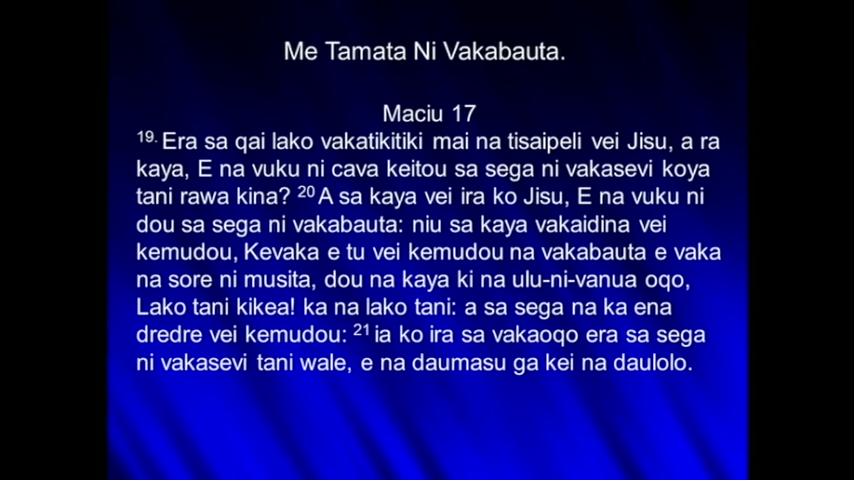 Me Tamata Ni Vakabauta.
Maciu 17
19. Era sa qai lako vakatikitiki mai na tisaipeli vei Jisu, a ra
kaya, E na vuku ni cava keitou sa sega ni vakasevi koya
tani rawa kina? 20 A sa kaya vei ira ko Jisu, E na vuku ni
dou sa sega ni vakabauta: niu sa kaya vakaidina vei
kemudou, Kevaka e tu vei kemudou na vakabauta e vaka
na sore ni musita, dou na kaya ki na ulu-ni-vanua oqo,
Lako tani kikea! ka na lako tani: a sa sega na ka ena
dredre vei kemudou: 21 ia ko ira sa vakaoqo era sa sega
ni vakasevi tani wale, e na daumasu ga kei na daulolo.